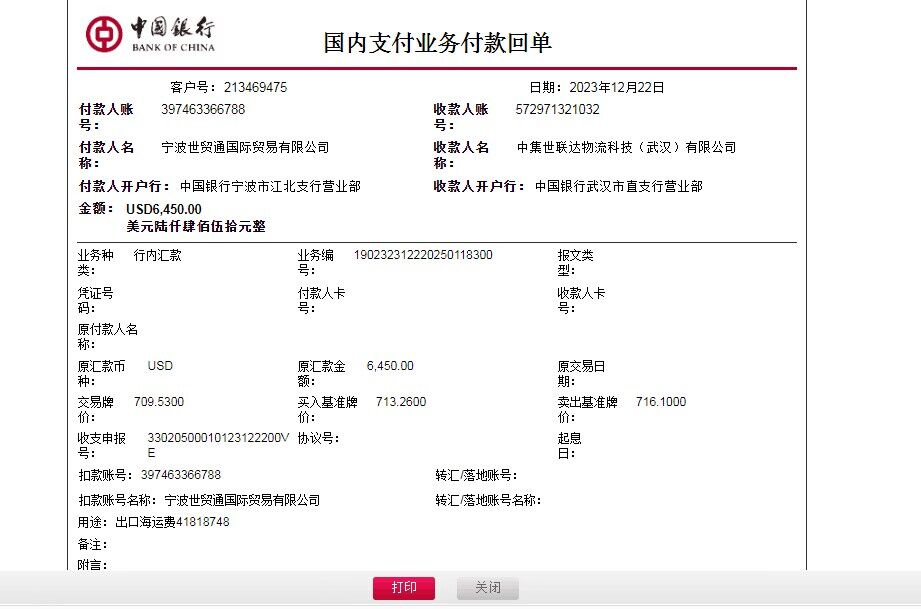 中国银行
BANK OF CHINA
国内支付业务付款回单
客户号：213469475 日期：2023年12月22日
付款人账号：397463366788 收款人账号：572971321032
付款人名称：宁波世贸通国际贸易有限公司 收款人名称：中集世联达物流科技（武汉）有限公司
付款人开户行：中国银行宁波市江北支行营业部 收款人开户行：中国银行武汉市直支行营业部
金额：USD6,450.00
美元陆仟肆佰伍拾元整
业务种类：行内汇款 业务编号：190232312220250118300 报文类型：
凭证号码： 付款人卡号： 收款人卡号：
原付款人名称：
原汇款币种：USD 原汇款金额：6,450.00 原交易日期：
交易牌价：709.5300 买入基准牌价：713.2600 卖出基准牌价：716.1000
收支申报号：33020500010123122200VE 协议号： 起息日：
扣款账号：397463366788 转汇/落地账号：
扣款账号名称：宁波世贸通国际贸易有限公司 转汇/落地账号名称：
用途：出口海运费41818748
备注：
附言：
打印 关闭